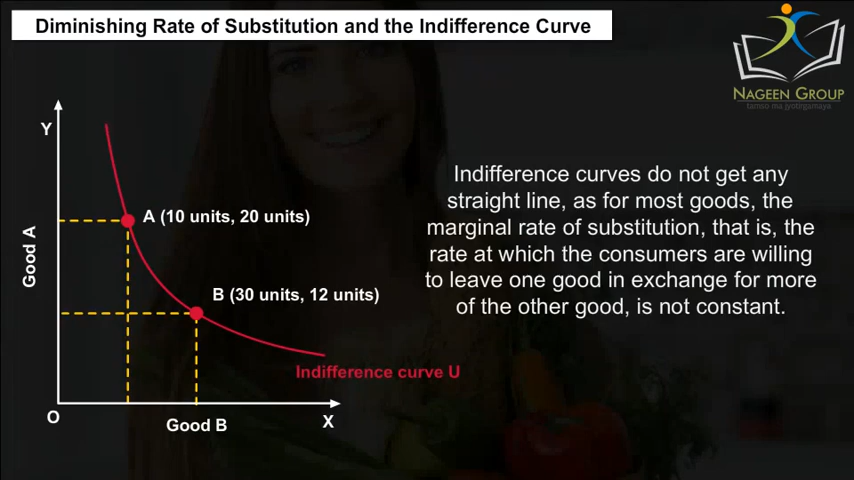 Diminishing Rate of Substitution and the Indifference Curve
NAGEEN GROUP
tamso ma jyotirgamaya
Y
Good A
A (10 units, 20 units)
B (30 units, 12 units)
Indifference curve U
O
Good B
X
Indifference curves do not get any
straight line, as for most goods, the
marginal rate of substitution, that is, the
rate at which the consumers are willing
to leave one good in exchange for more
of the other good, is not constant.